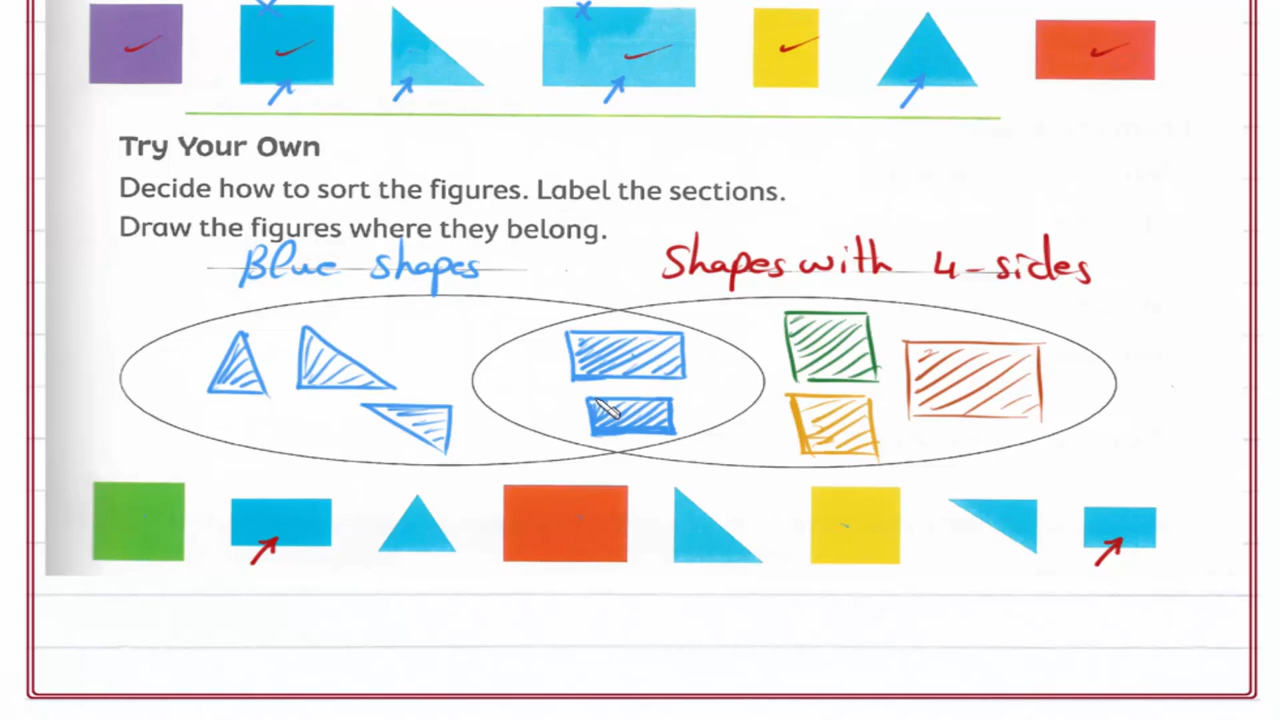 Try Your Own
Decide how to sort the figures. Label the sections.
Draw the figures where they belong.
Blue shapes
Shapes with 4-sides